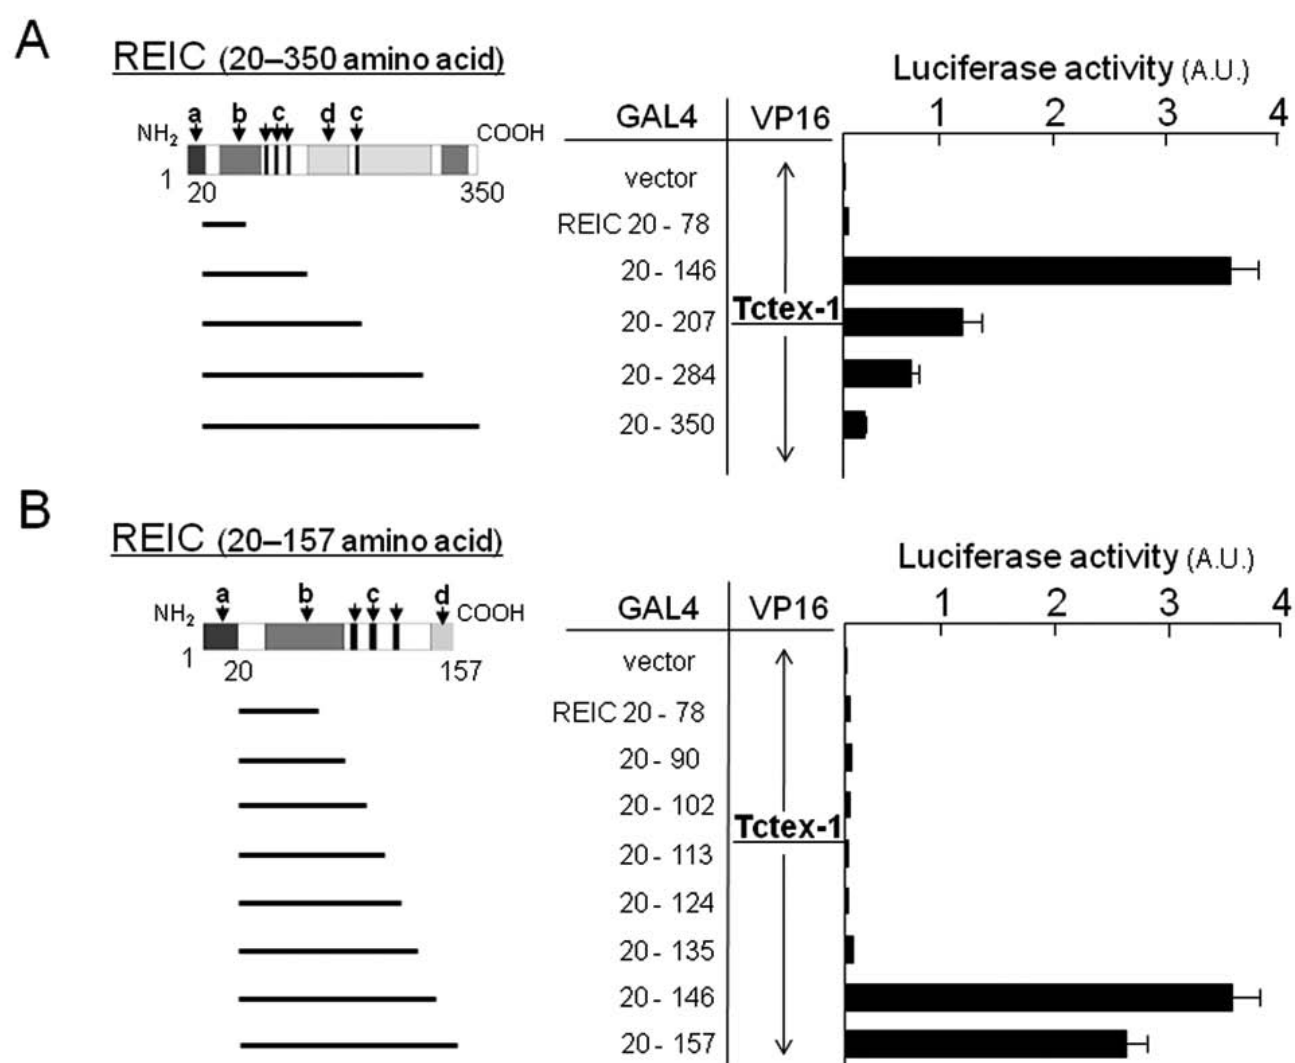 A
REIC (20–350 amino acid)
Luciferase activity (A.U.)
a b c d c
NH2 COOH
GAL4 VP16 1 2 3 4
1 20 350
vector
REIC 20 - 78
20 - 146
Tctex-1
20 - 207
20 - 284
20 - 350
B
REIC (20–157 amino acid)
Luciferase activity (A.U.)
a b c d
NH2 COOH
GAL4 VP16 1 2 3 4
1 20 157
vector
REIC 20 - 78
20 - 90
20 - 102
Tctex-1
20 - 113
20 - 124
20 - 135
20 - 146
20 - 157